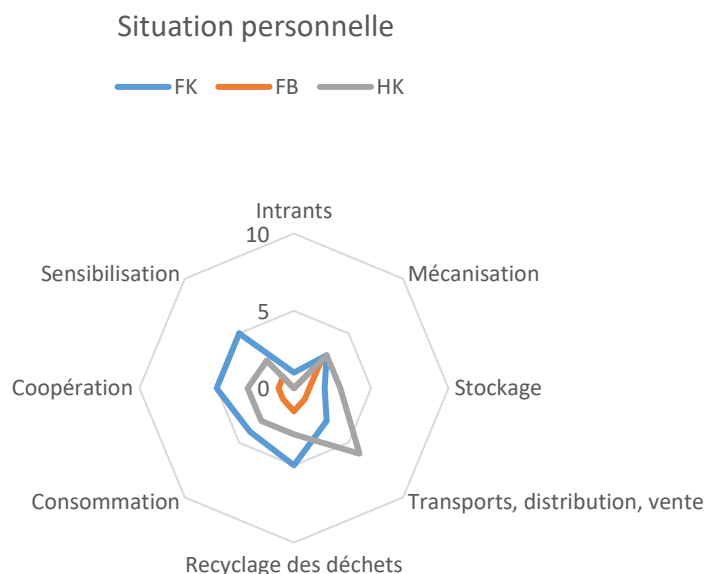 Situation personnelle
FK FB HK
Intrants
10
Sensibilisation
Mécanisation
5
Coopération
0
Stockage
Consommation
Transports, distribution, vente
Recyclage des déchets